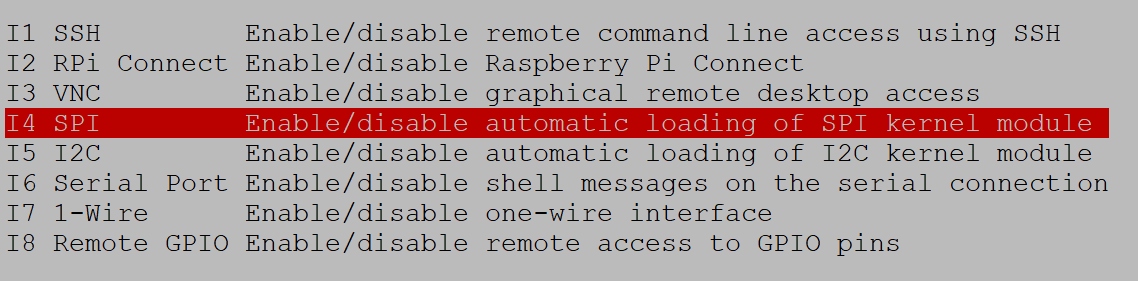 I1 SSH         Enable/disable remote command line access using SSH
I2 RPi Connect Enable/disable Raspberry Pi Connect
I3 VNC         Enable/disable graphical remote desktop access
I4 SPI         Enable/disable automatic loading of SPI kernel module
I5 I2C         Enable/disable automatic loading of I2C kernel module
I6 Serial Port Enable/disable shell messages on the serial connection
I7 1-Wire      Enable/disable one-wire interface
I8 Remote GPIO Enable/disable remote access to GPIO pins